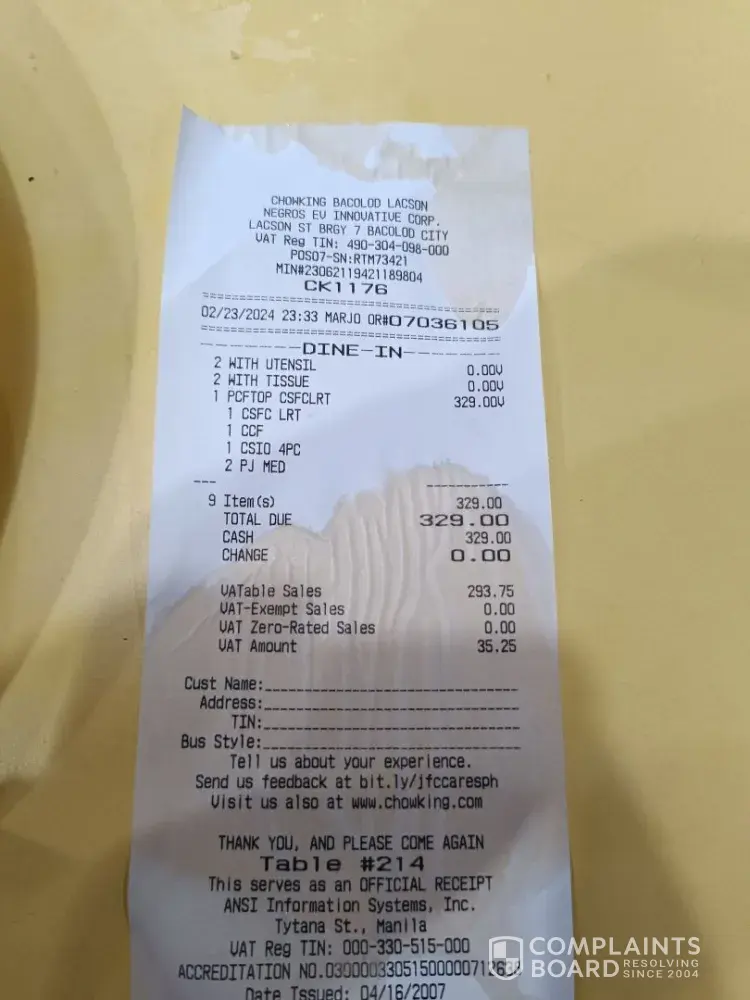 CHOWKING BACOLOD LACSON
NEGROS EV INNOVATIVE CORP.
LACSON ST BRGY 7 BACOLOD CITY
VAT Reg TIN: 490-304-098-000
POS07-SN:RTM73421
MIN#23062119421189804
CK1176
==================================================
02/23/2024 23:33 MARJO OR#07036105
==================================================
--------DINE-IN--------
2 WITH UTENSIL 0.00V
2 WITH TISSUE 0.00V
1 PCFTOP CSFCLRT 329.00V
1 CSFC LRT
1 CCF
1 CSIO 4PC
2 PJ MED
--- ------------
9 Item(s) 329.00
TOTAL DUE 329.00
CASH 329.00
CHANGE 0.00
VATable Sales 293.75
VAT-Exempt Sales 0.00
VAT Zero-Rated Sales 0.00
VAT Amount 35.25
Cust Name:______________________________
Address:______________________________
TIN:______________________________
Bus Style:______________________________
Tell us about your experience.
Send us feedback at bit.ly/jfccaresph
Visit us also at www.chowking.com
THANK YOU, AND PLEASE COME AGAIN
Table #214
This serves as an OFFICIAL RECEIPT
ANSI Information Systems, Inc.
Tytana St., Manila
VAT Reg TIN: 000-330-515-000
ACCREDITATION NO.
Date Issued: 04/16/2007
COMPLAINTS
BOARD RESOLVING
SINCE 2004